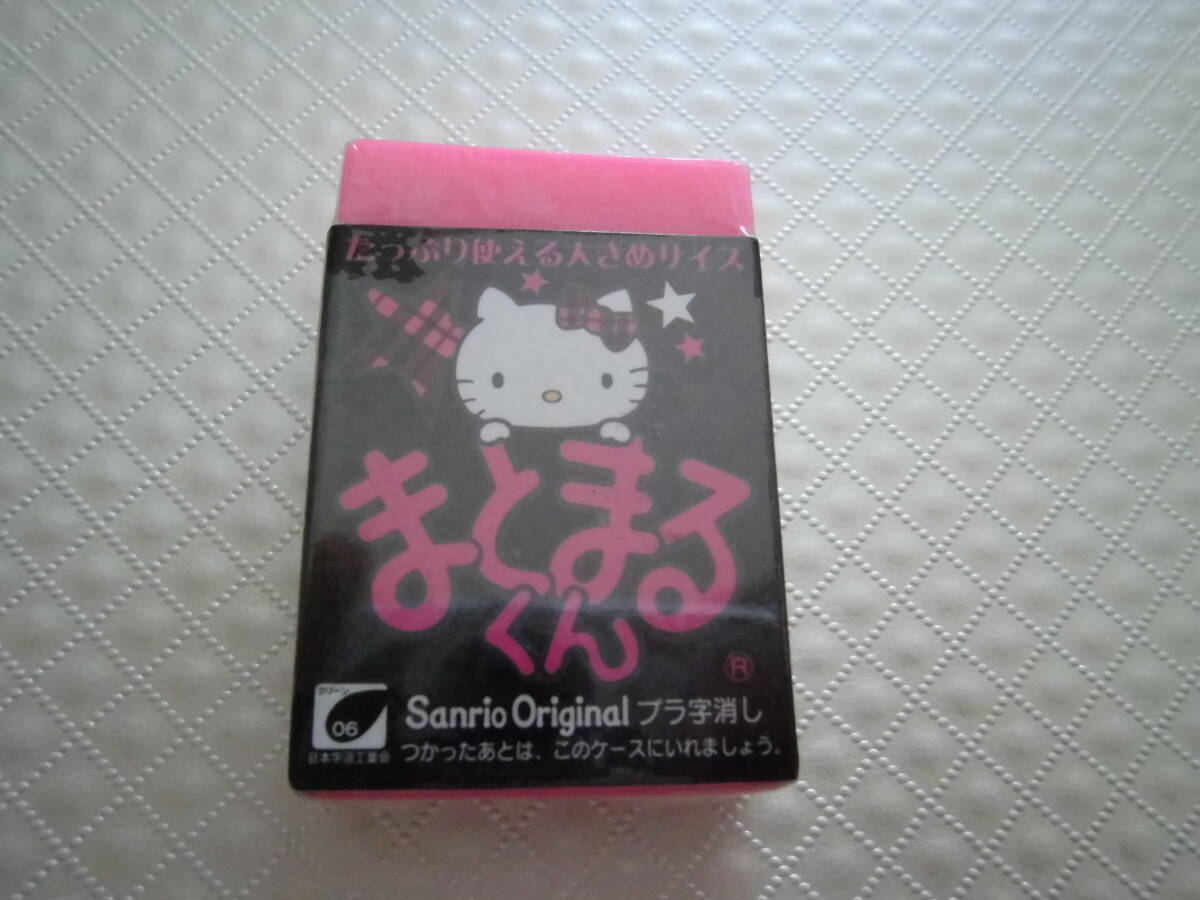 たっぷり使える大きめサイズ
まとまる
くん
®
グリーン
06
日本字消工業会
Sanrio Original プラ字消し
つかったあとは、このケースにいれましょう。